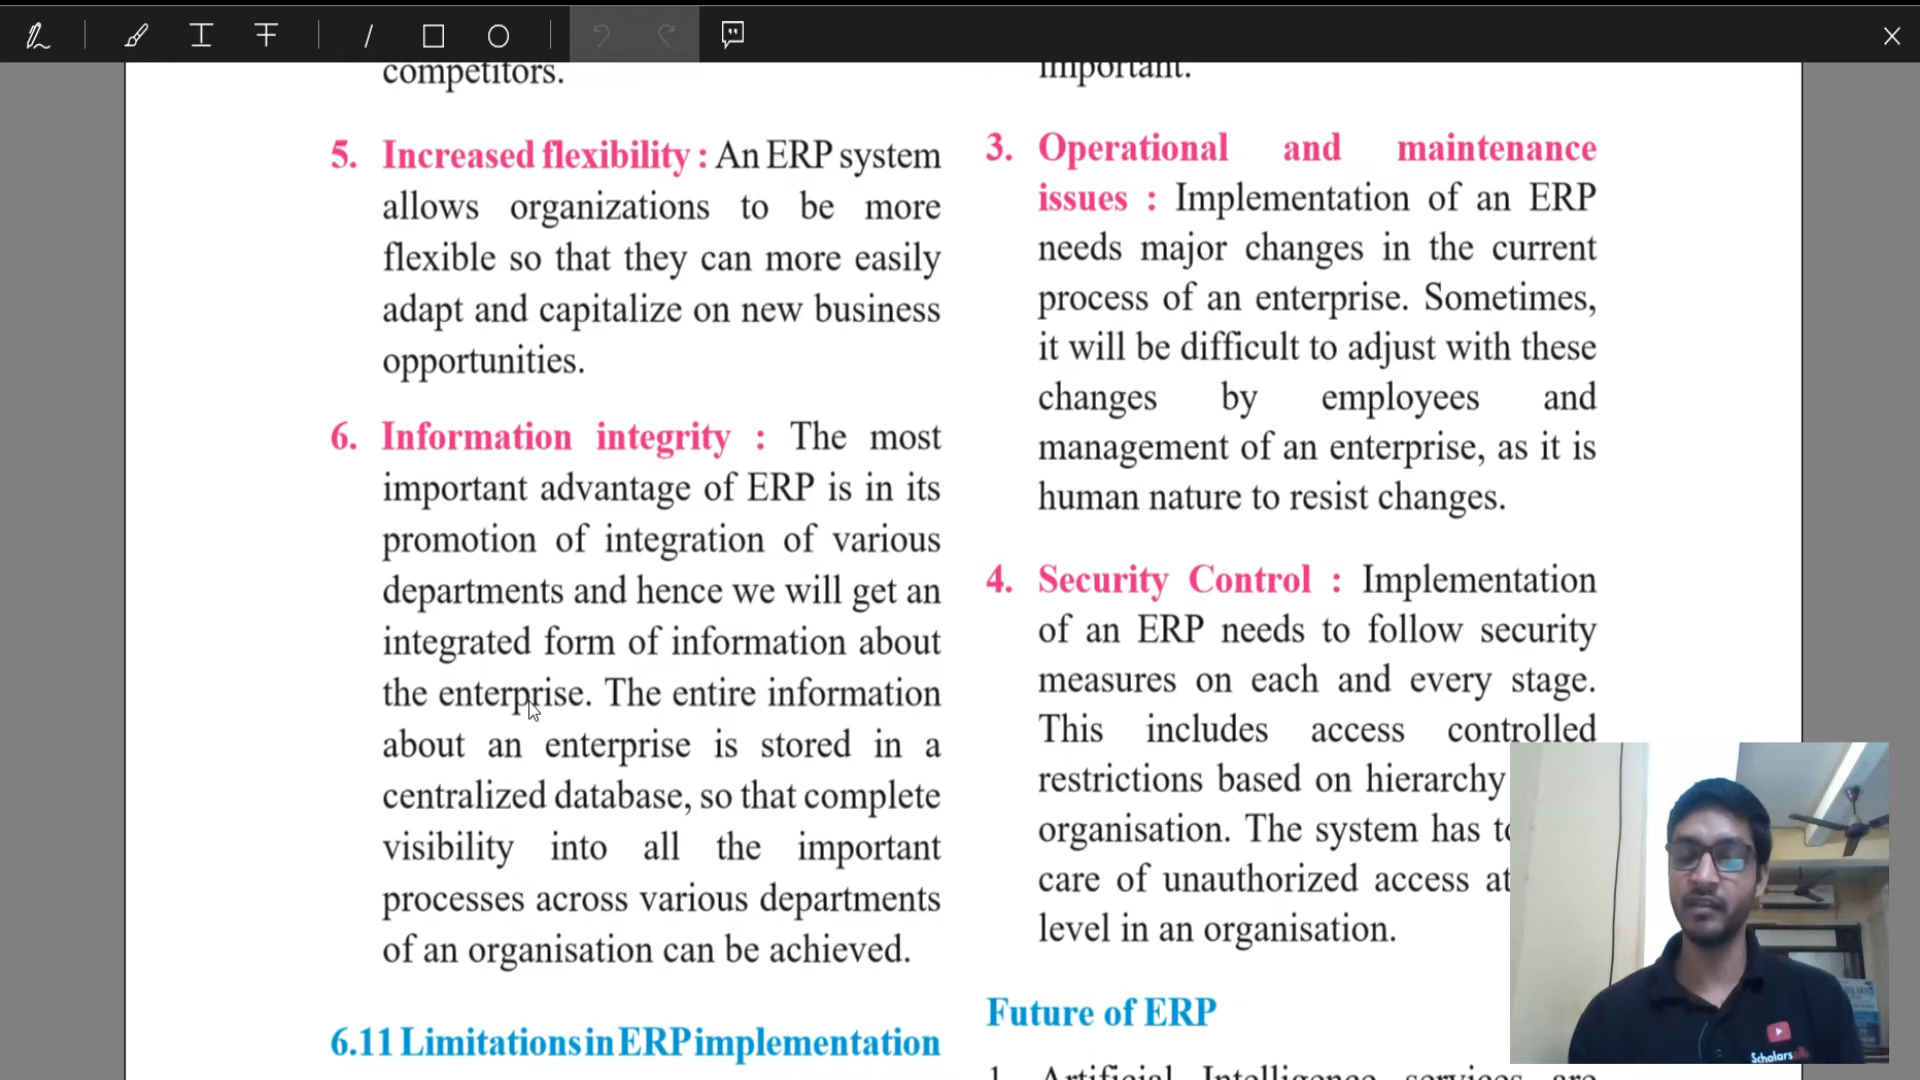 competitors.
5. Increased flexibility : An ERP system
allows organizations to be more
flexible so that they can more easily
adapt and capitalize on new business
opportunities.
6. Information integrity : The most
important advantage of ERP is in its
promotion of integration of various
departments and hence we will get an
integrated form of information about
the enterprise. The entire information
about an enterprise is stored in a
centralized database, so that complete
visibility into all the important
processes across various departments
of an organisation can be achieved.
6.11 Limitations in ERP implementation
important.
3. Operational and maintenance
issues : Implementation of an ERP
needs major changes in the current
process of an enterprise. Sometimes,
it will be difficult to adjust with these
changes by employees and
management of an enterprise, as it is
human nature to resist changes.
4. Security Control : Implementation
of an ERP needs to follow security
measures on each and every stage.
This includes access controlled
restrictions based on hierarchy
organisation. The system has
care of unauthorized access at
level in an organisation.
Future of ERP
1. Artificial Intelligence services are
Scholars